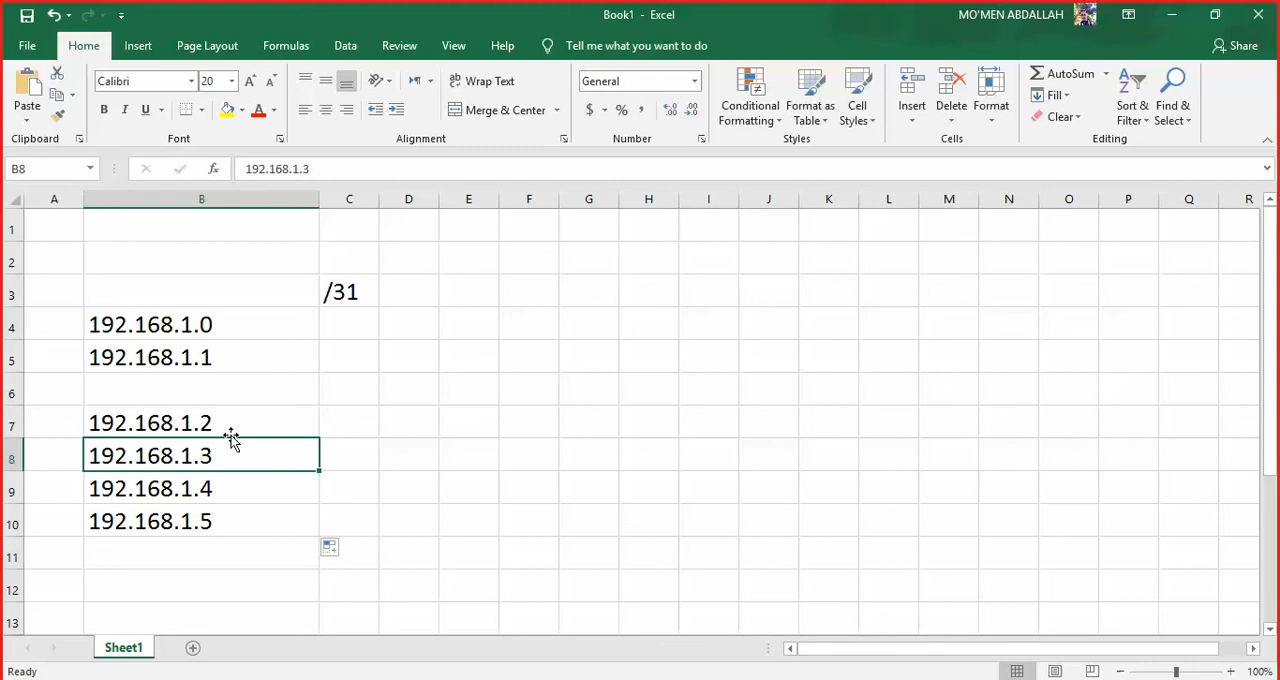 Book1 - Excel
MO'MEN ABDALLAH
File Home Insert Page Layout Formulas Data Review View Help Tell me what you want to do Share
Paste
Clipboard
Calibri 20
B I U
Font
Wrap Text
Merge & Center
Alignment
General
$ % ,
Number
Conditional Formatting
Format as Table
Cell Styles
Styles
Insert
Delete
Format
Cells
AutoSum
Fill
Clear
Sort & Filter
Find & Select
Editing
B8 fx 192.168.1.3
A B C D E F G H I J K L M N O P Q R
1
2
3 /31
4 192.168.1.0
5 192.168.1.1
6
7 192.168.1.2
8 192.168.1.3
9 192.168.1.4
10 192.168.1.5
11
12
13
Sheet1
Ready 100%